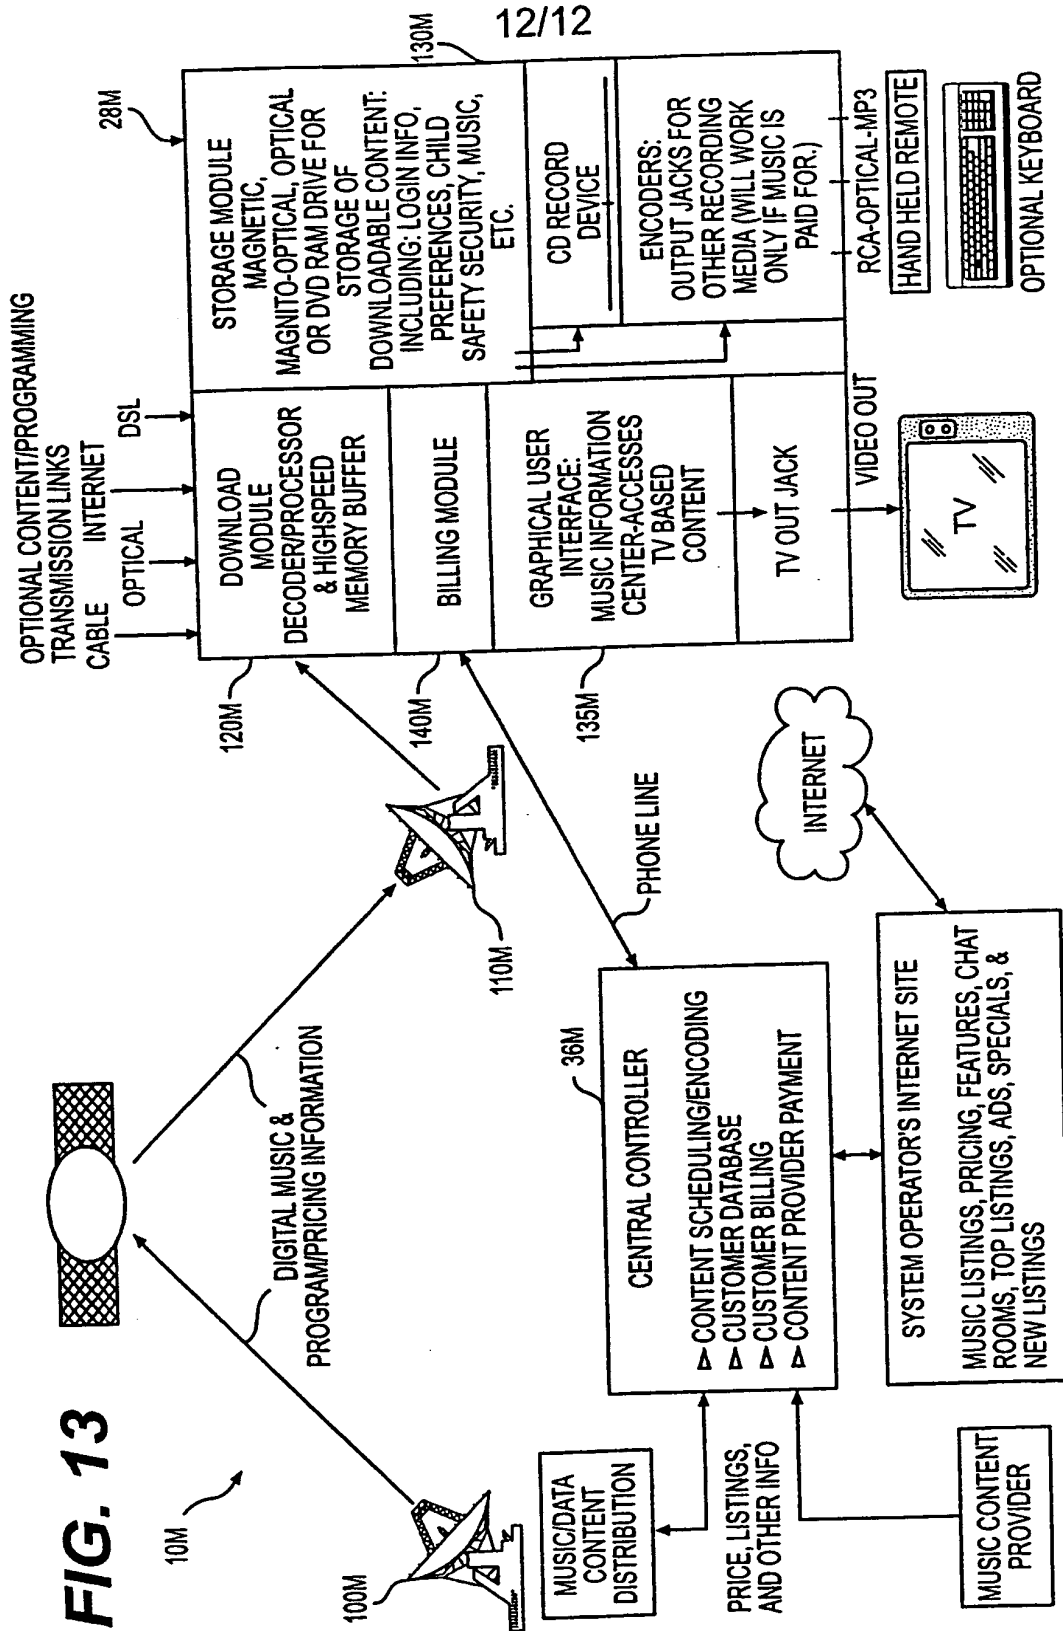 12/12
FIG. 13
10M
100M
DIGITAL MUSIC &
PROGRAM/PRICING INFORMATION
110M
OPTIONAL CONTENT/PROGRAMMING
TRANSMISSION LINKS
CABLE
INTERNET
OPTICAL
DSL
28M
120M
DOWNLOAD
MODULE
DECODER/PROCESSOR
& HIGHSPEED
MEMORY BUFFER
140M
BILLING MODULE
135M
GRAPHICAL USER
INTERFACE:
MUSIC INFORMATION
CENTER-ACCESSES
TV BASED
CONTENT
TV OUT JACK
VIDEO OUT
TV
STORAGE MODULE
MAGNETIC,
MAGNITO-OPTICAL, OPTICAL
OR DVD RAM DRIVE FOR
STORAGE OF
DOWNLOADABLE CONTENT:
INCLUDING: LOGIN INFO,
PREFERENCES, CHILD
SAFETY SECURITY, MUSIC,
ETC.
130M
CD RECORD
DEVICE
ENCODERS:
OUTPUT JACKS FOR
OTHER RECORDING
MEDIA (WILL WORK
ONLY IF MUSIC IS
PAID FOR.)
RCA-OPTICAL-MP3
HAND HELD REMOTE
OPTIONAL KEYBOARD
PHONE LINE
36M
CENTRAL CONTROLLER
▷ CONTENT SCHEDULING/ENCODING
▷ CUSTOMER DATABASE
▷ CUSTOMER BILLING
▷ CONTENT PROVIDER PAYMENT
MUSIC/DATA
CONTENT
DISTRIBUTION
PRICE, LISTINGS,
AND OTHER INFO
MUSIC CONTENT
PROVIDER
INTERNET
SYSTEM OPERATOR'S INTERNET SITE
MUSIC LISTINGS, PRICING, FEATURES, CHAT
ROOMS, TOP LISTINGS, ADS, SPECIALS, &
NEW LISTINGS